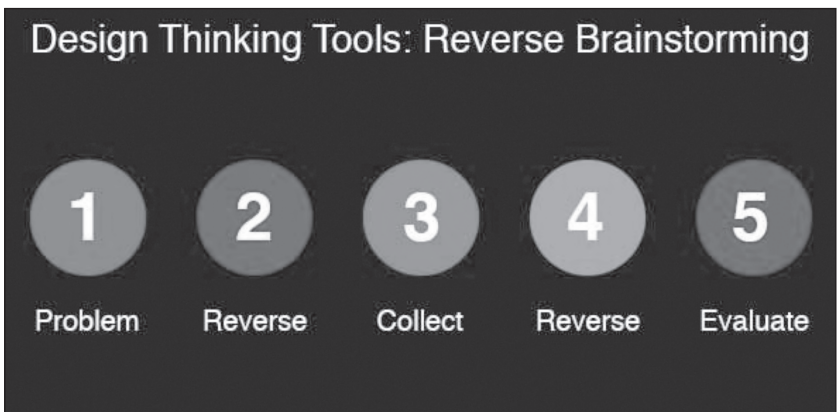 Design Thinking Tools: Reverse Brainstorming
1 2 3 4 5
Problem Reverse Collect Reverse Evaluate